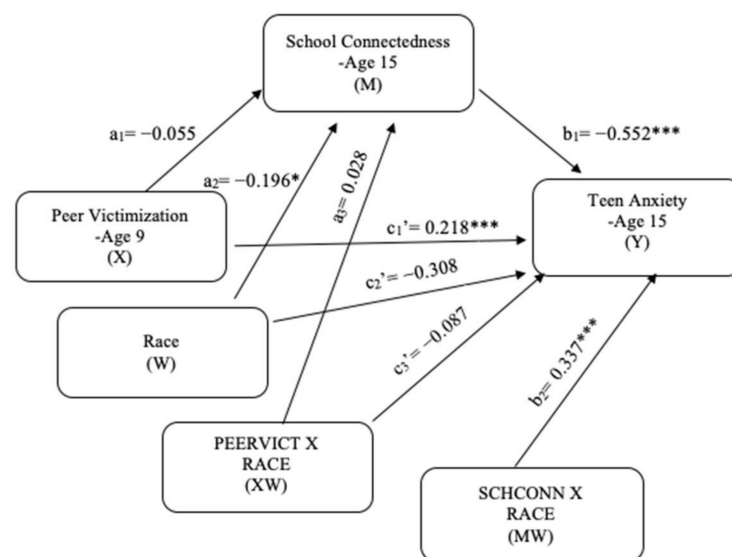 School Connectedness
-Age 15
(M)
a₁= −0.055
b₁= −0.552***
a₂= −0.196*
a₃= 0.028
Peer Victimization
-Age 9
(X)
Teen Anxiety
-Age 15
(Y)
c₁’= 0.218***
c₂’= −0.308
Race
(W)
c₃’= −0.087
b₂= 0.337***
PEERVICT X
RACE
(XW)
SCHCONN X
RACE
(MW)